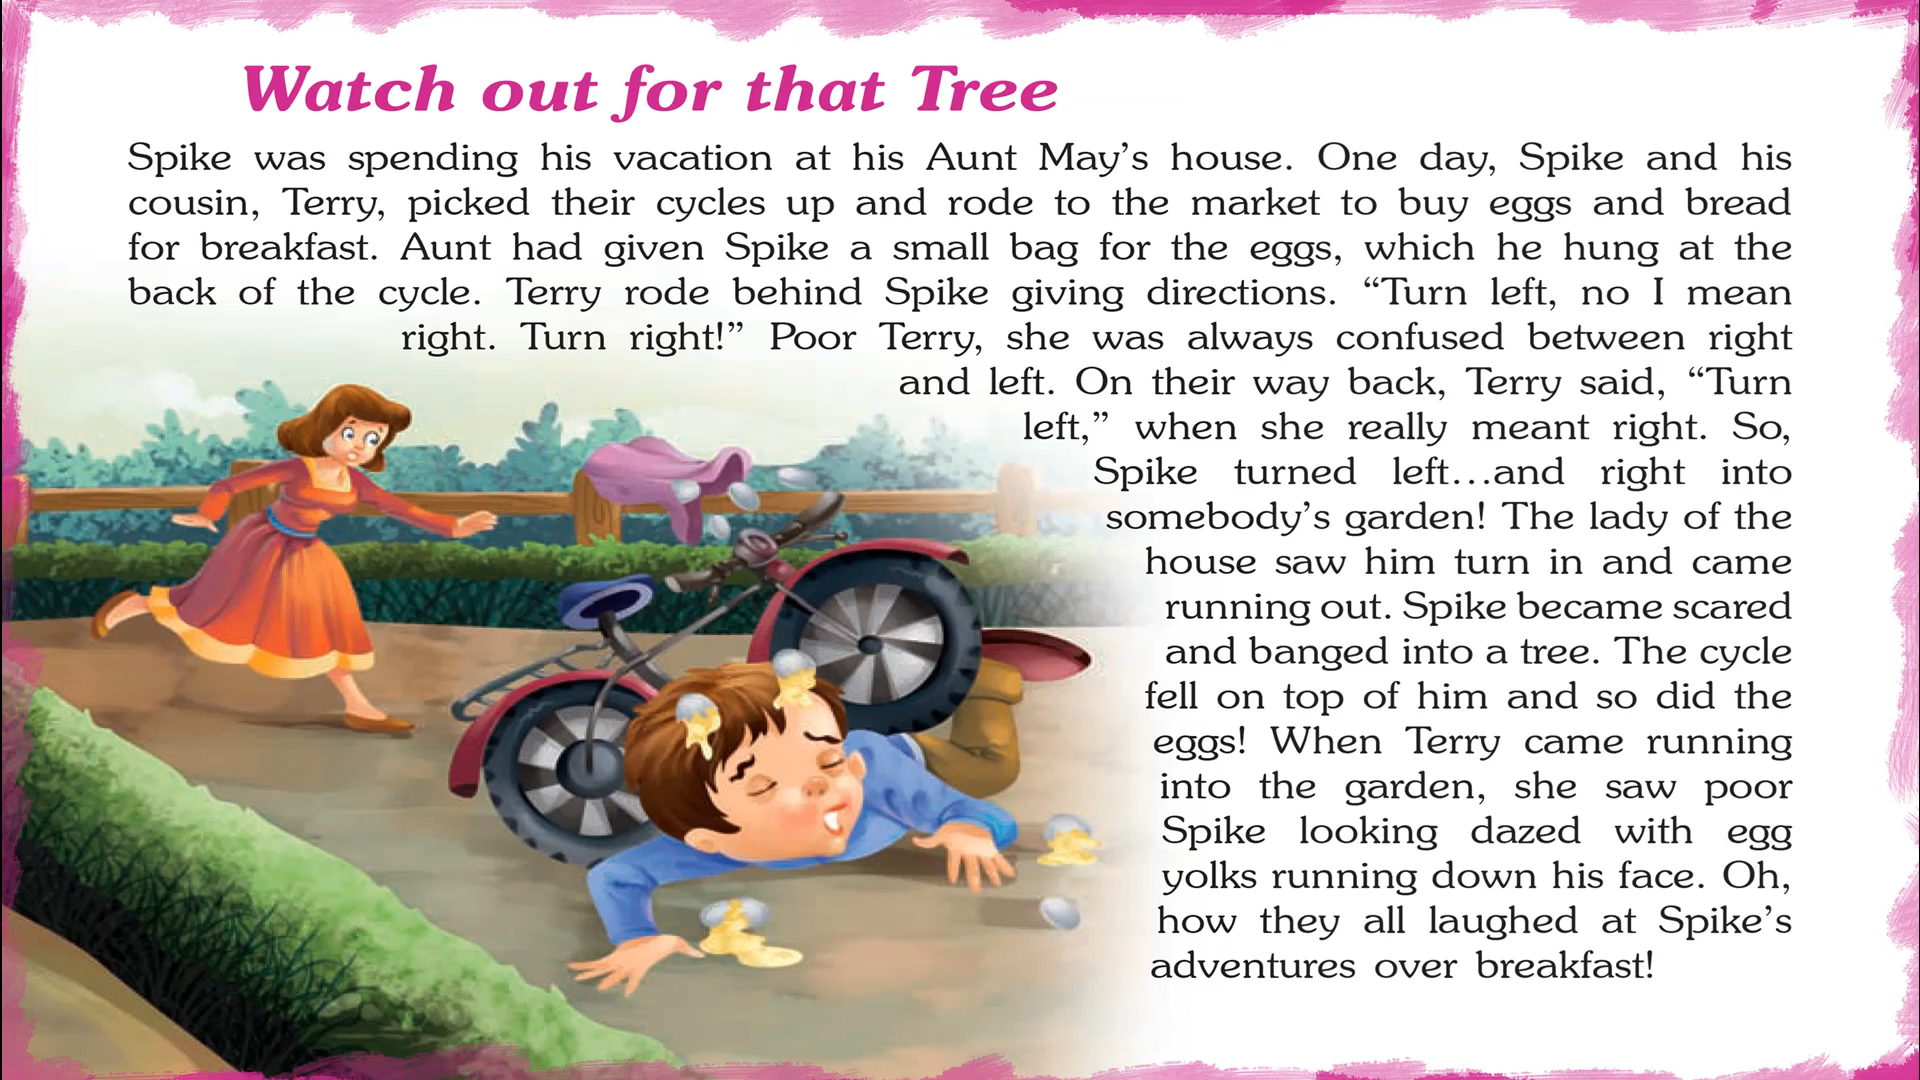 Watch out for that Tree
Spike was spending his vacation at his Aunt May’s house. One day, Spike and his
cousin, Terry, picked their cycles up and rode to the market to buy eggs and bread
for breakfast. Aunt had given Spike a small bag for the eggs, which he hung at the
back of the cycle. Terry rode behind Spike giving directions. “Turn left, no I mean
right. Turn right!” Poor Terry, she was always confused between right
and left. On their way back, Terry said, “Turn
left,” when she really meant right. So,
Spike turned left...and right into
somebody’s garden! The lady of the
house saw him turn in and came
running out. Spike became scared
and banged into a tree. The cycle
fell on top of him and so did the
eggs! When Terry came running
into the garden, she saw poor
Spike looking dazed with egg
yolks running down his face. Oh,
how they all laughed at Spike’s
adventures over breakfast!